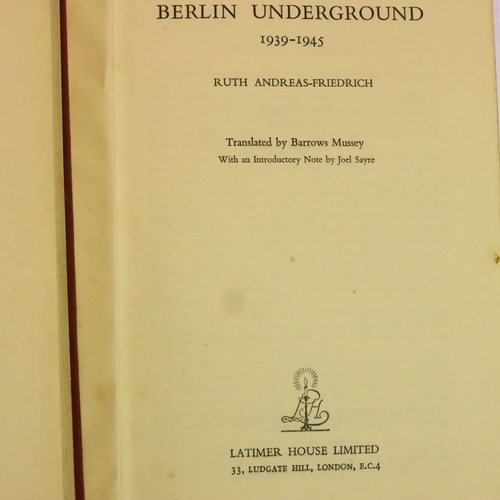 BERLIN UNDERGROUND
1939-1945
RUTH ANDREAS-FRIEDRICH
Translated by Barrows Mussey
With an Introductory Note by Joel Sayre
LH
LATIMER HOUSE LIMITED
33, LUDGATE HILL, LONDON, E.C.4